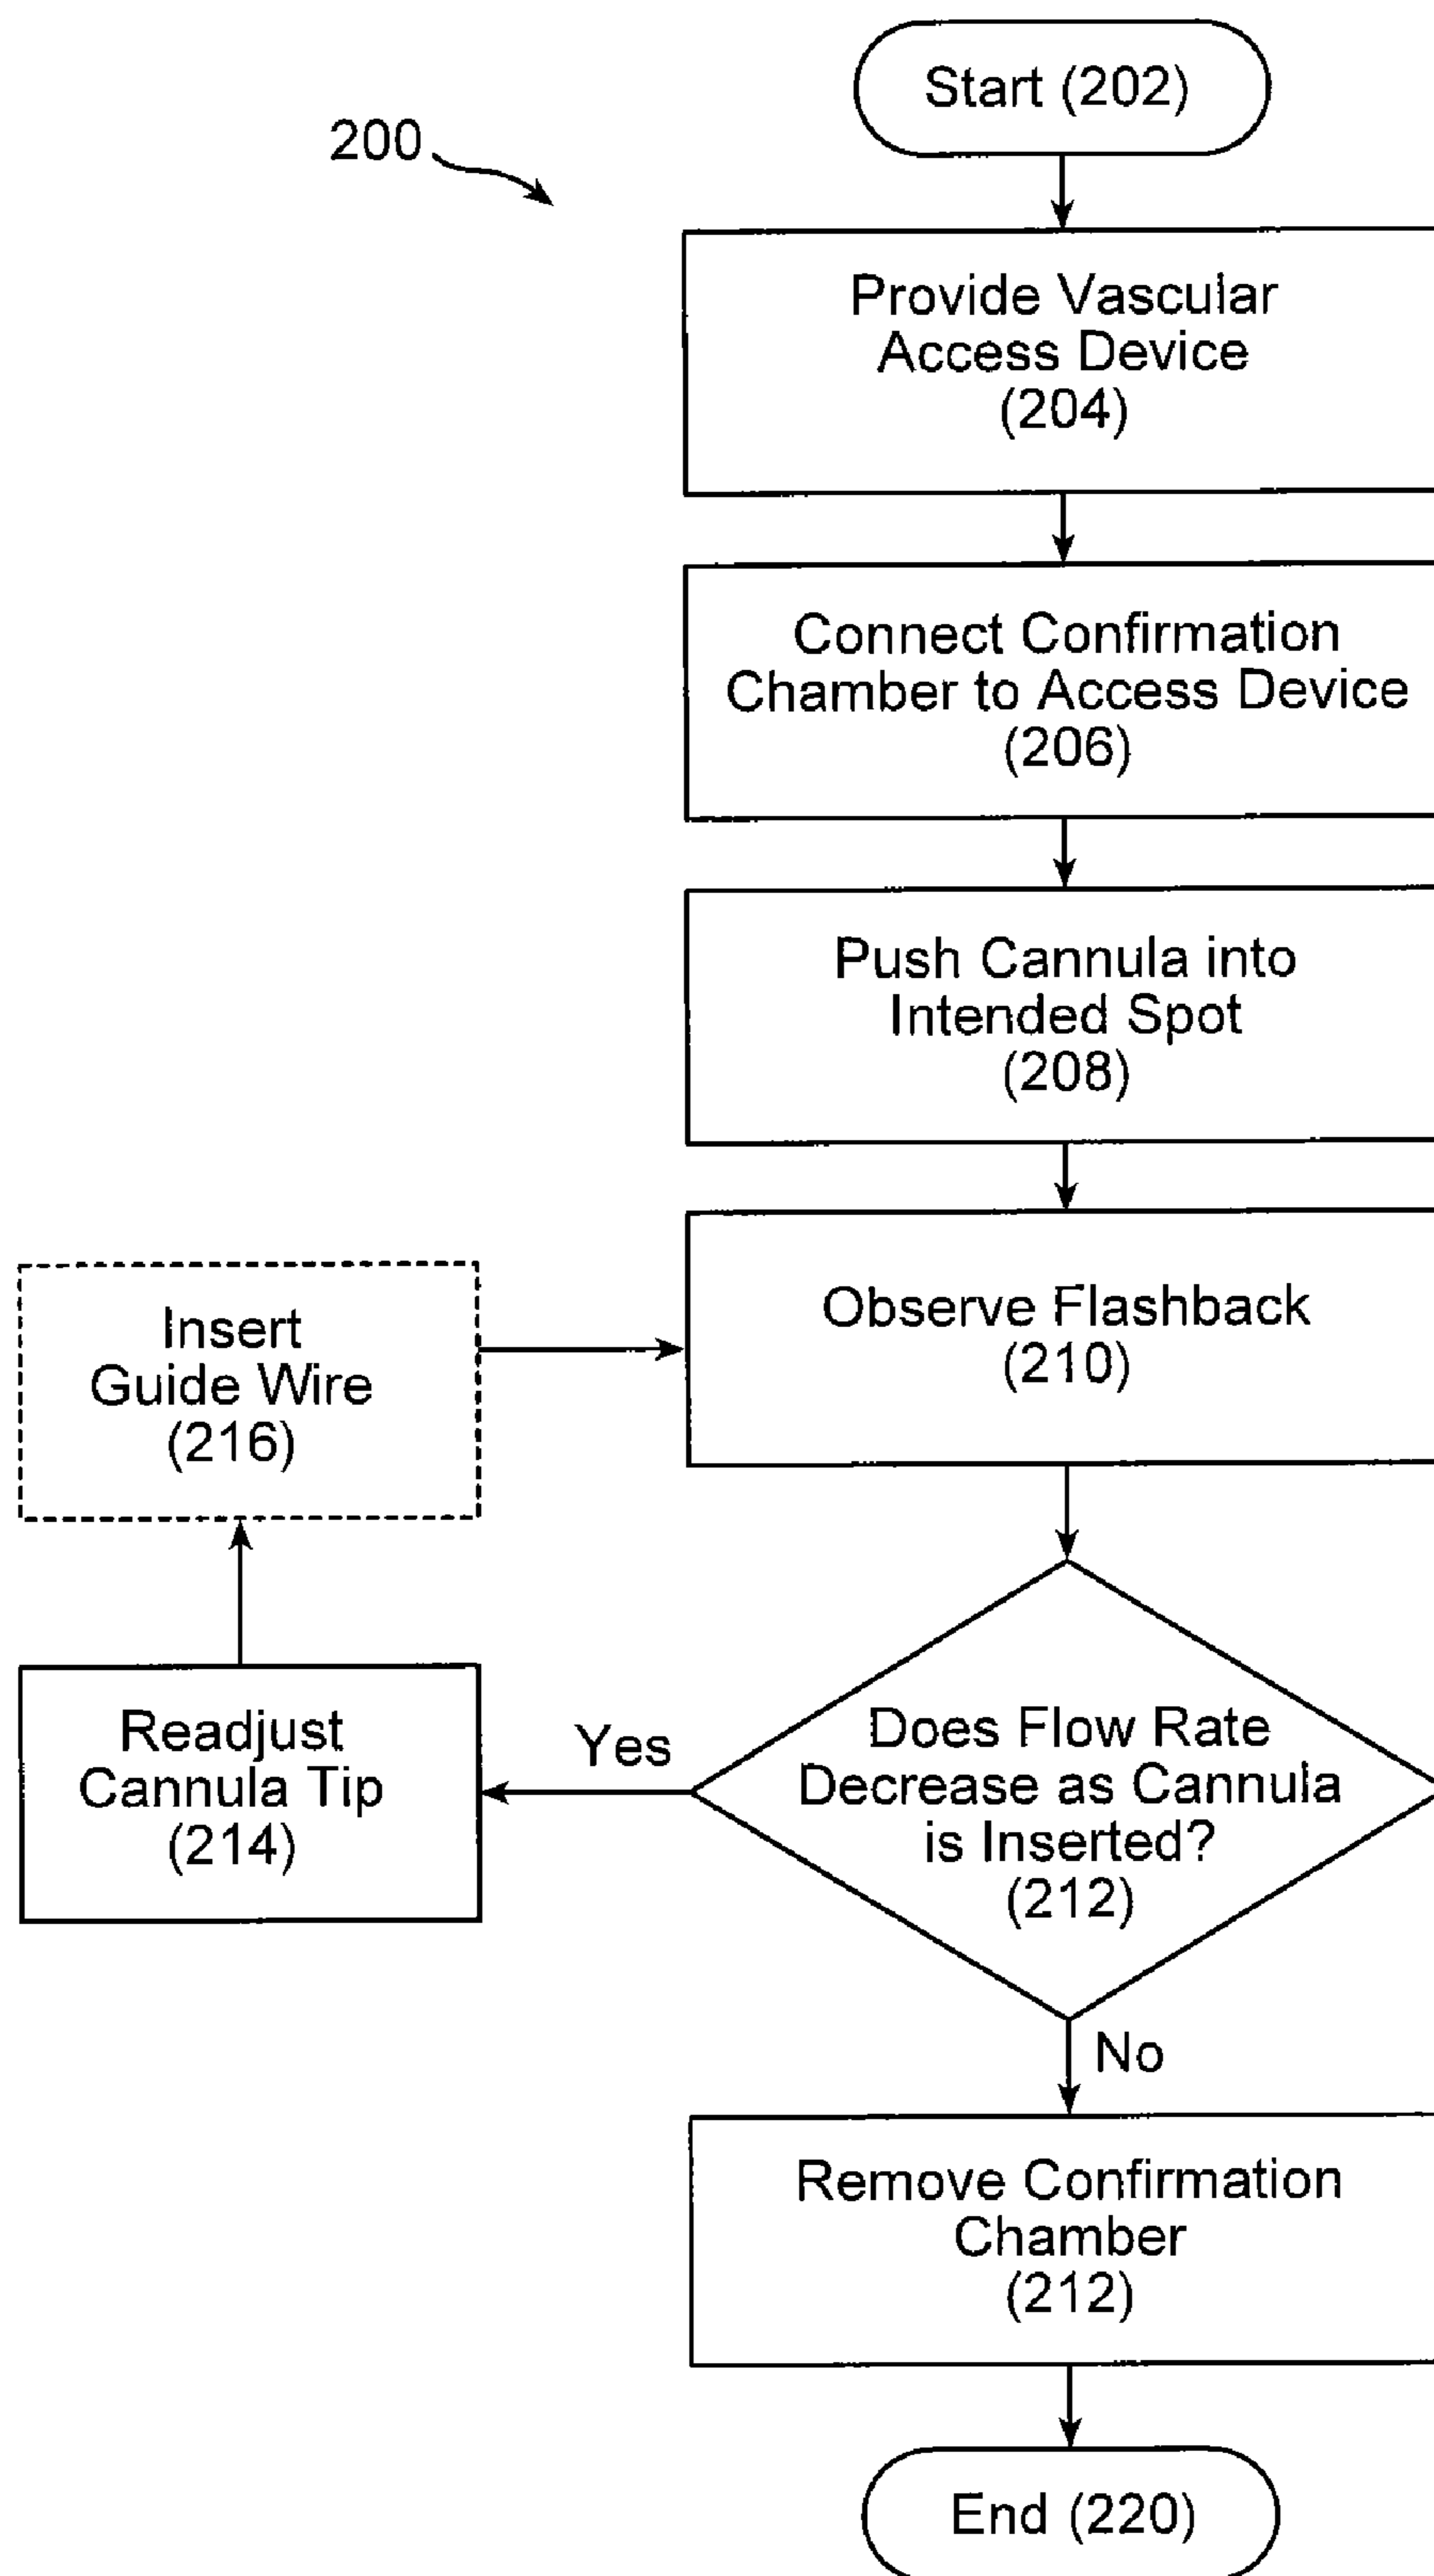 Start (202)
200
Provide Vascular
Access Device
(204)
Connect Confirmation
Chamber to Access Device
(206)
Push Cannula into
Intended Spot
(208)
Observe Flashback
(210)
Insert
Guide Wire
(216)
Does Flow Rate
Decrease as Cannula
is Inserted?
(212)
Yes
Readjust
Cannula Tip
(214)
No
Remove Confirmation
Chamber
(212)
End (220)